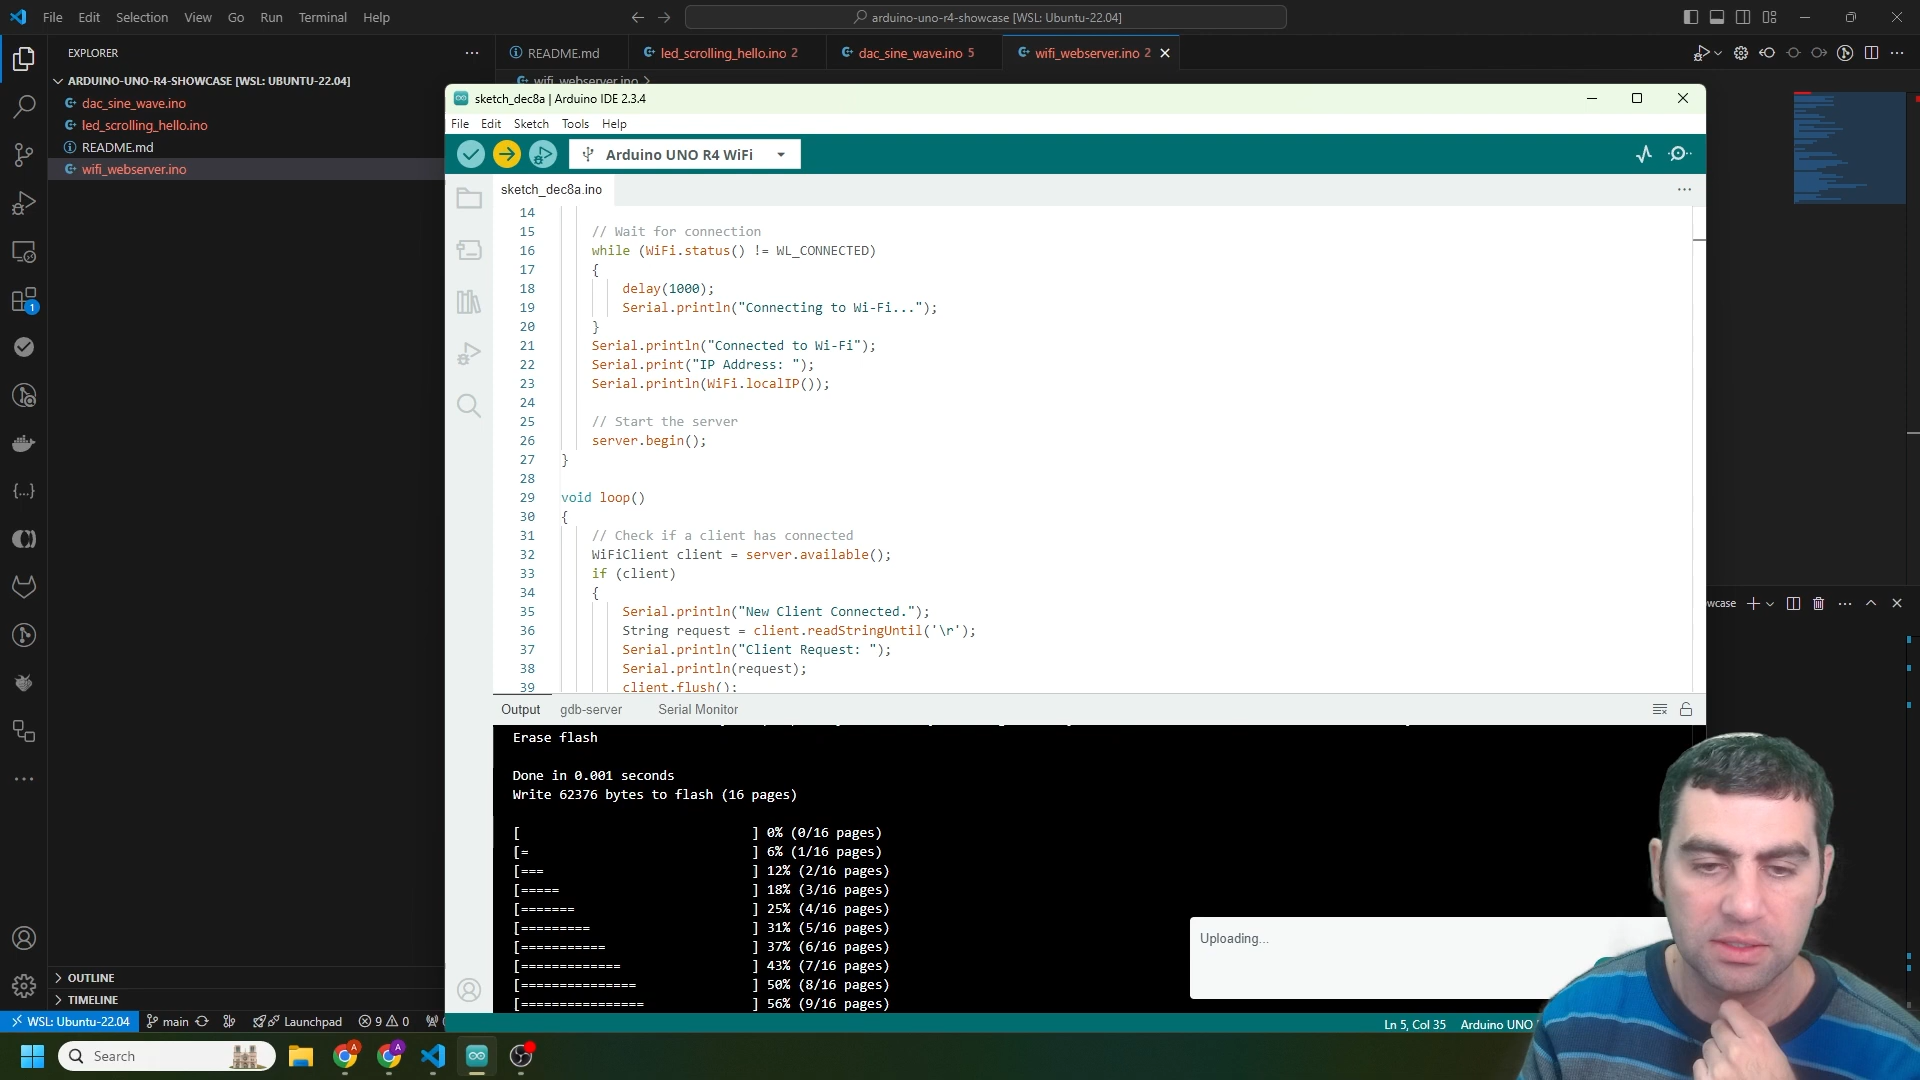 File Edit Selection View Go Run Terminal Help
arduino-uno-r4-showcase [WSL: Ubuntu-22.04]
EXPLORER
ARDUINO-UNO-R4-SHOWCASE [WSL: UBUNTU-22.04]
dac_sine_wave.ino
led_scrolling_hello.ino
README.md
wifi_webserver.ino
README.md
led_scrolling_hello.ino 2
dac_sine_wave.ino 5
wifi_webserver.ino 2
wifi_webserver.ino
sketch_dec8a | Arduino IDE 2.3.4
File Edit Sketch Tools Help
Arduino UNO R4 WiFi
sketch_dec8a.ino
14
15 // Wait for connection
16 while (WiFi.status() != WL_CONNECTED)
17 {
18 delay(1000);
19 Serial.println("Connecting to Wi-Fi...");
20 }
21 Serial.println("Connected to Wi-Fi");
22 Serial.print("IP Address: ");
23 Serial.println(WiFi.localIP());
24
25 // Start the server
26 server.begin();
27 }
28
29 void loop()
30 {
31 // Check if a client has connected
32 WiFiClient client = server.available();
33 if (client)
34 {
35 Serial.println("New Client Connected.");
36 String request = client.readStringUntil('\r');
37 Serial.println("Client Request: ");
38 Serial.println(request);
39 client.flush();
Output gdb-server Serial Monitor
Erase flash
Done in 0.001 seconds
Write 62376 bytes to flash (16 pages)
[ ] 0% (0/16 pages)
[= ] 6% (1/16 pages)
[=== ] 12% (2/16 pages)
[===== ] 18% (3/16 pages)
[======= ] 25% (4/16 pages)
[========= ] 31% (5/16 pages)
[=========== ] 37% (6/16 pages)
[============= ] 43% (7/16 pages)
[=============== ] 50% (8/16 pages)
[================ ] 56% (9/16 pages)
Uploading...
Ln 5, Col 35 Arduino UNO
wcase
1
OUTLINE
TIMELINE
WSL: Ubuntu-22.04 main Launchpad 9 0
Search
A
A